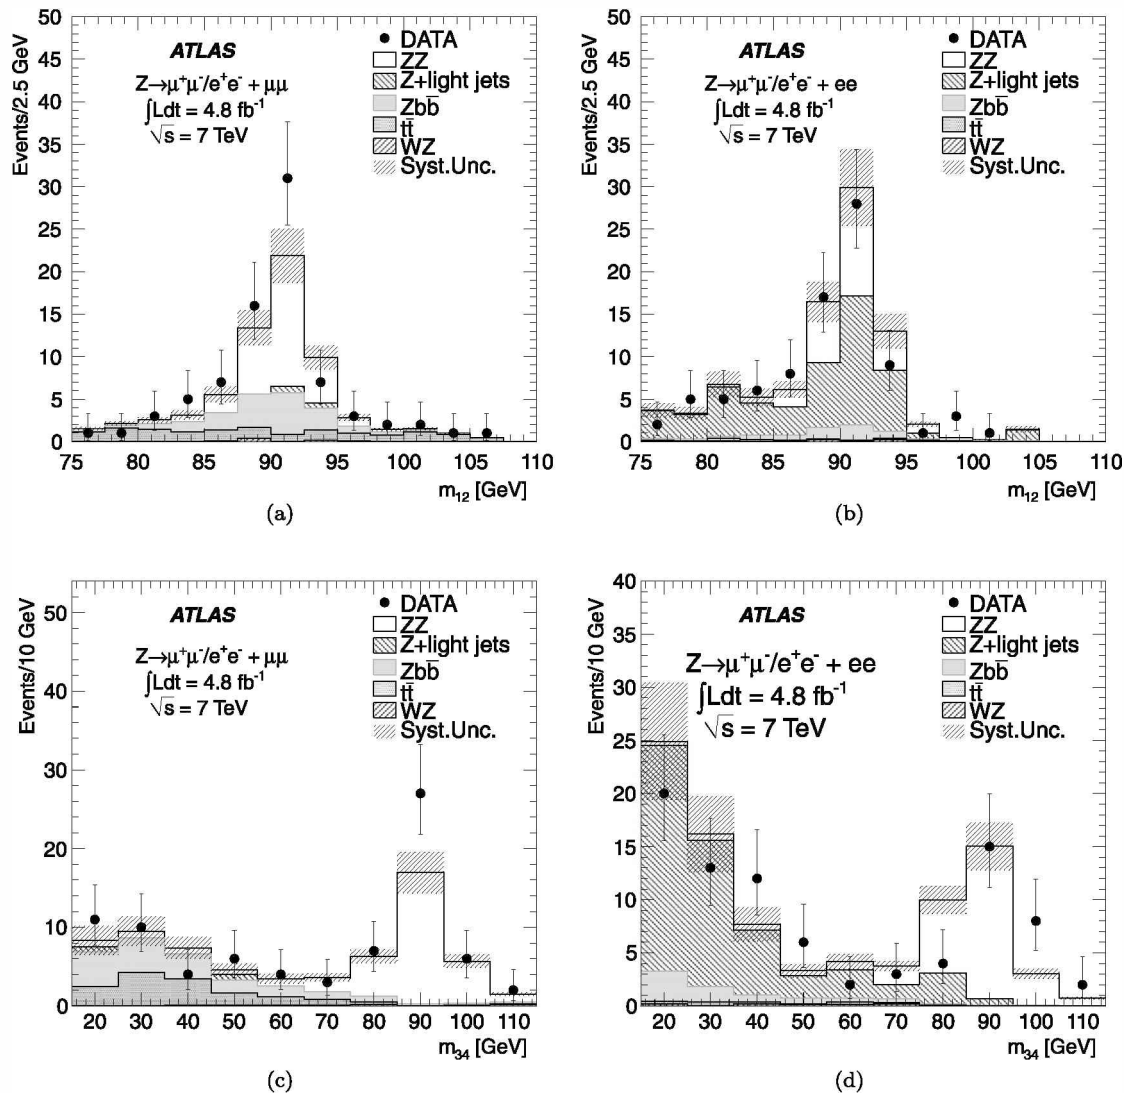 50
45
40
35
30
25
20
15
10
5
0
Events/2.5 GeV
ATLAS
Z→μ⁺μ⁻/e⁺e⁻ + μμ
∫Ldt = 4.8 fb⁻¹
√s = 7 TeV
DATA
ZZ
Z+light jets
Zbb̄
tt̄
WZ
Syst.Unc.
75 80 85 90 95 100 105 110
m₁₂ [GeV]
(a)
50
45
40
35
30
25
20
15
10
5
0
Events/2.5 GeV
ATLAS
Z→μ⁺μ⁻/e⁺e⁻ + ee
∫Ldt = 4.8 fb⁻¹
√s = 7 TeV
DATA
ZZ
Z+light jets
Zbb̄
tt̄
WZ
Syst.Unc.
75 80 85 90 95 100 105 110
m₁₂ [GeV]
(b)
50
40
30
20
10
0
Events/10 GeV
ATLAS
Z→μ⁺μ⁻/e⁺e⁻ + μμ
∫Ldt = 4.8 fb⁻¹
√s = 7 TeV
DATA
ZZ
Z+light jets
Zbb̄
tt̄
WZ
Syst.Unc.
20 30 40 50 60 70 80 90 100 110
m₃₄ [GeV]
(c)
40
35
30
25
20
15
10
5
0
Events/10 GeV
ATLAS
Z→μ⁺μ⁻/e⁺e⁻ + ee
∫Ldt = 4.8 fb⁻¹
√s = 7 TeV
DATA
ZZ
Z+light jets
Zbb̄
tt̄
WZ
Syst.Unc.
20 30 40 50 60 70 80 90 100 110
m₃₄ [GeV]
(d)